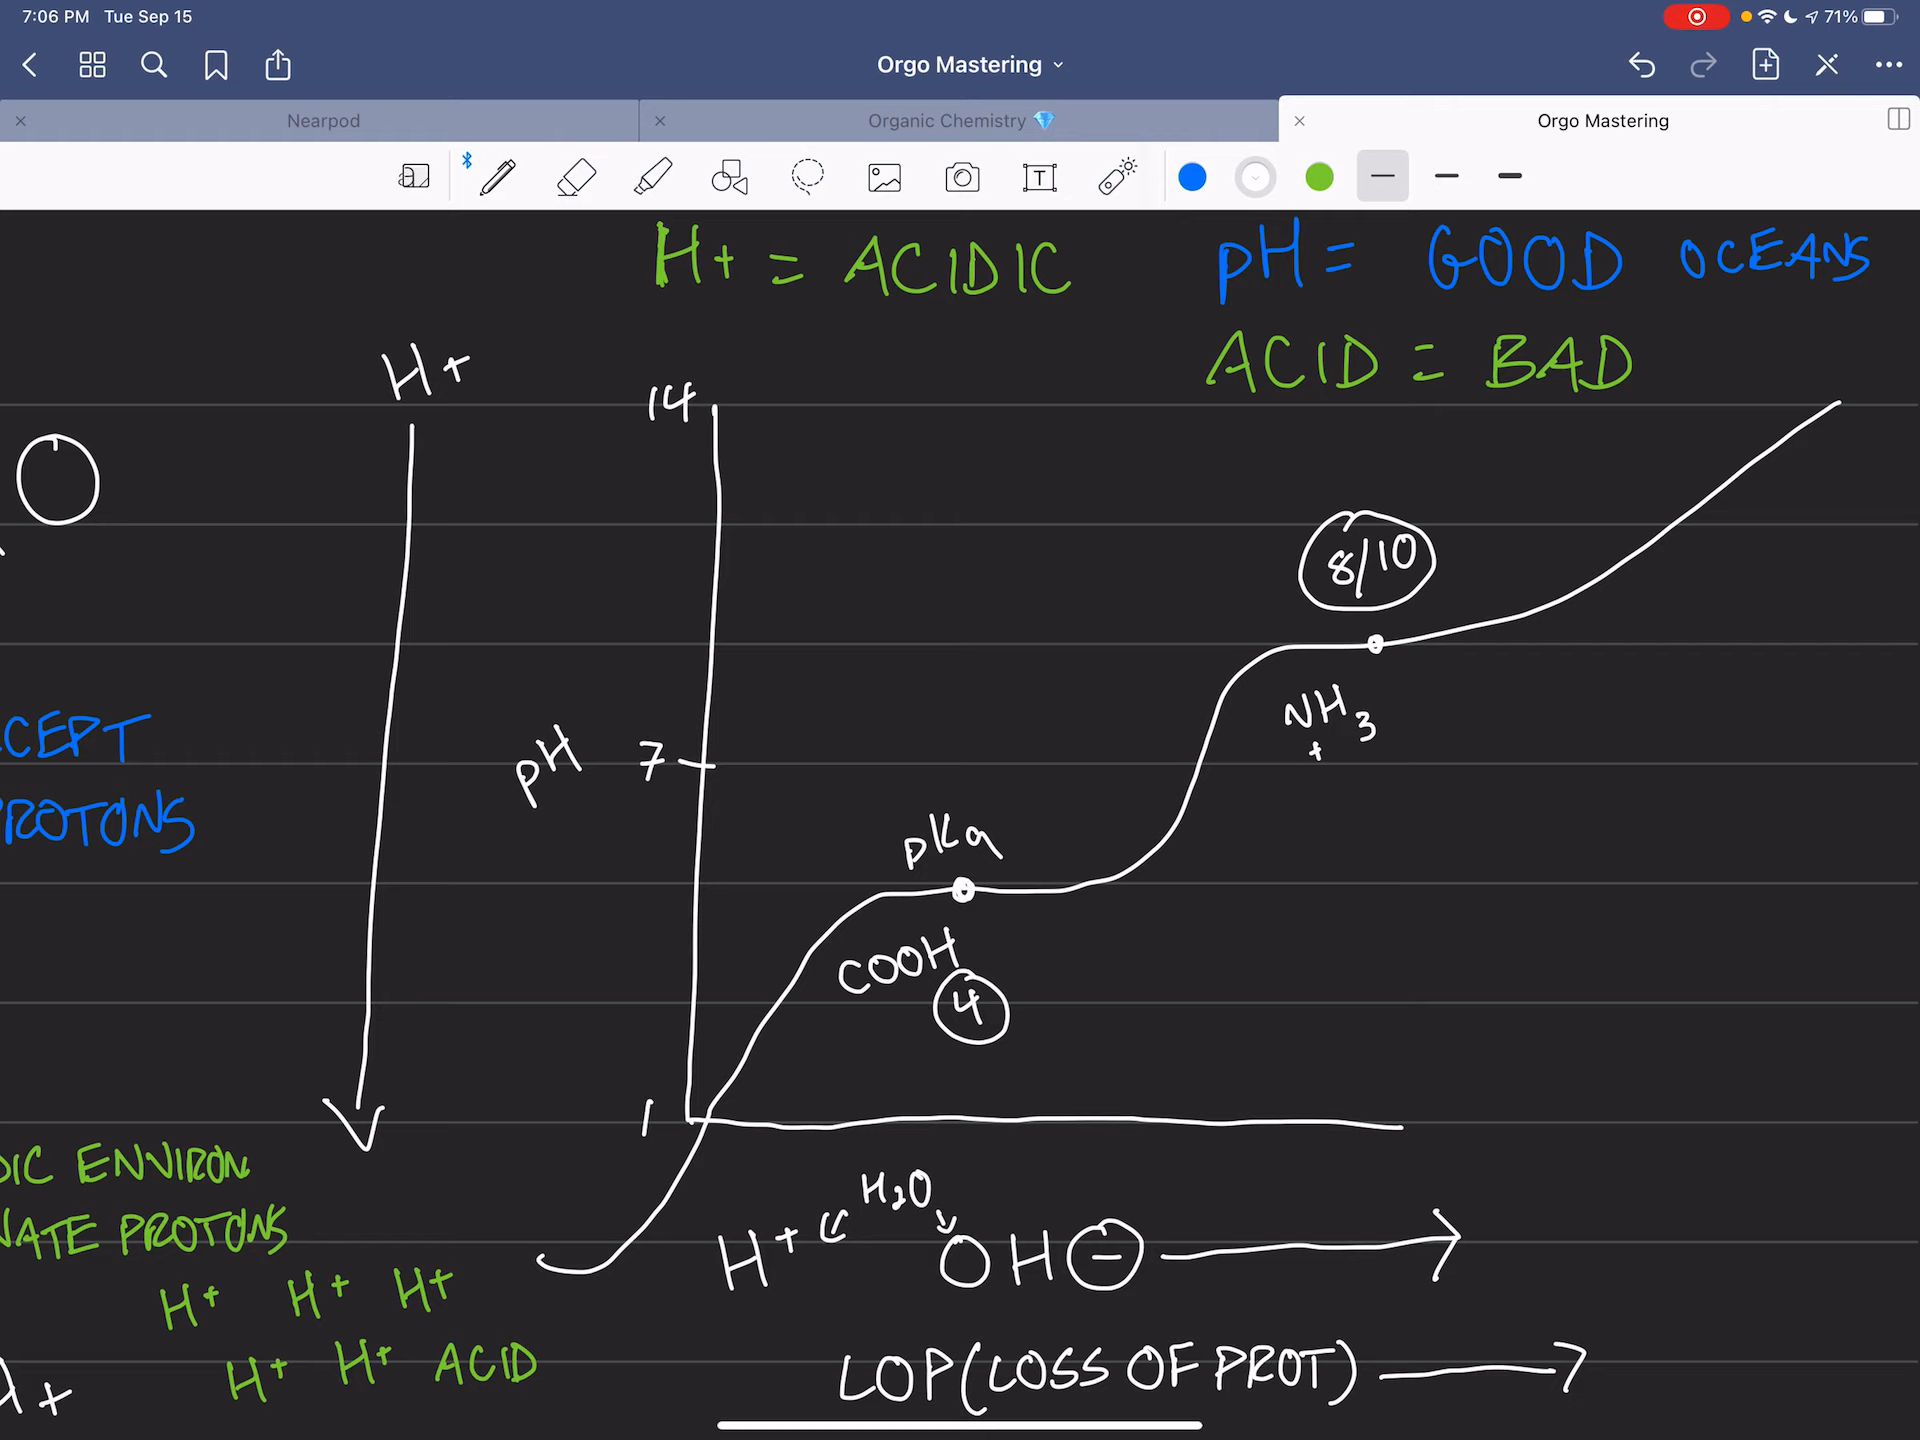 7:06 PM Tue Sep 15
71%
Orgo Mastering
Nearpod
Organic Chemistry 💎
Orgo Mastering
H+ = ACIDIC
pH = GOOD OCEANS
ACID = BAD
H+
14
8/10
NH3
+
CEPT
pH 7
ROTONS
pKa
COOH
4
1
DIC ENVIRON
NATE PROTONS
H2O
H+ OH-
H+ H+ H+
H+ H+ ACID
LOP (LOSS OF PROT)